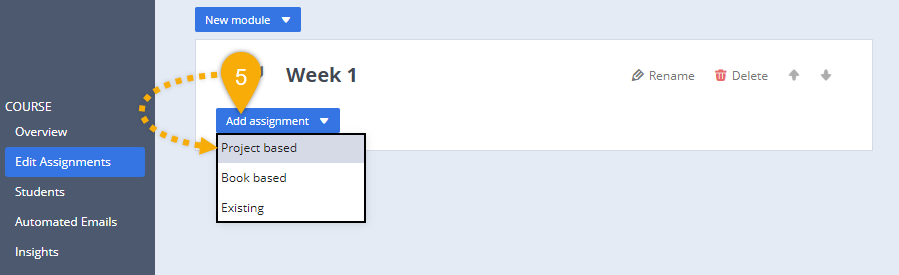 New module
5
Week 1
Rename
Delete
COURSE
Overview
Edit Assignments
Students
Automated Emails
Insights
Add assignment
Project based
Book based
Existing